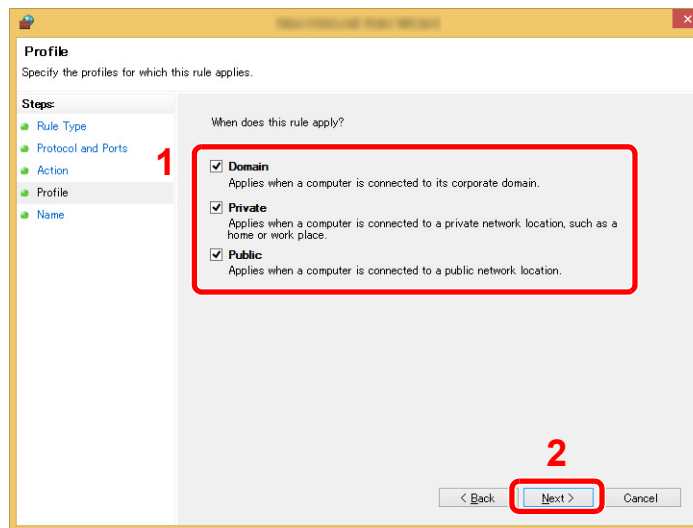 Profile
Specify the profiles for which this rule applies.
Steps:
Rule Type
Protocol and Ports
Action
Profile
Name
When does this rule apply?
1
Domain
Applies when a computer is connected to its corporate domain.
Private
Applies when a computer is connected to a private network location, such as a
home or work place.
Public
Applies when a computer is connected to a public network location.
2
< Back
Next >
Cancel